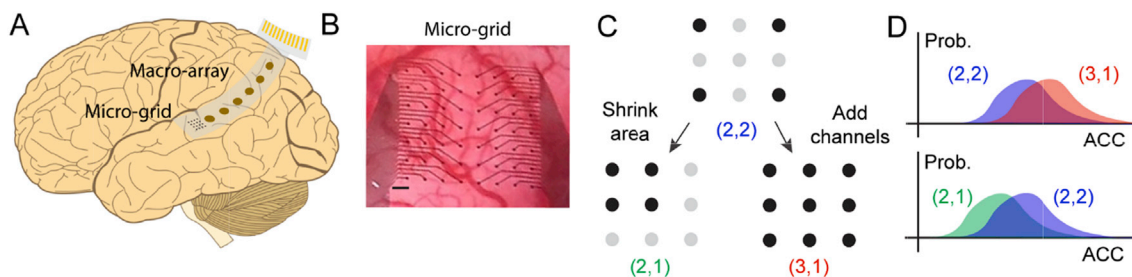 A
Macro-array
Micro-grid
B
Micro-grid
C
Shrink
area
(2,2)
Add
channels
(2,1)
(3,1)
D
Prob.
(2,2)
(3,1)
ACC
Prob.
(2,1)
(2,2)
ACC